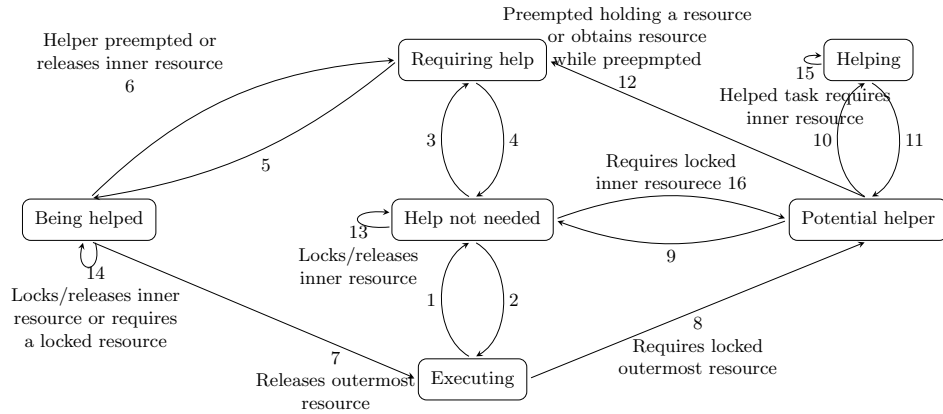 Preempted holding a resource
or obtains resource
while preepmpted
12
Helper preempted or
releases inner resource
6
Requiring help
Helping
15
Helped task requires
inner resource
10
11
3
4
5
Requires locked
inner resourece 16
Being helped
Help not needed
Potential helper
13
Locks/releases
inner resource
9
14
Locks/releases inner
resource or requires
a locked resource
1
2
8
Requires locked
outermost resource
7
Releases outermost
resource
Executing